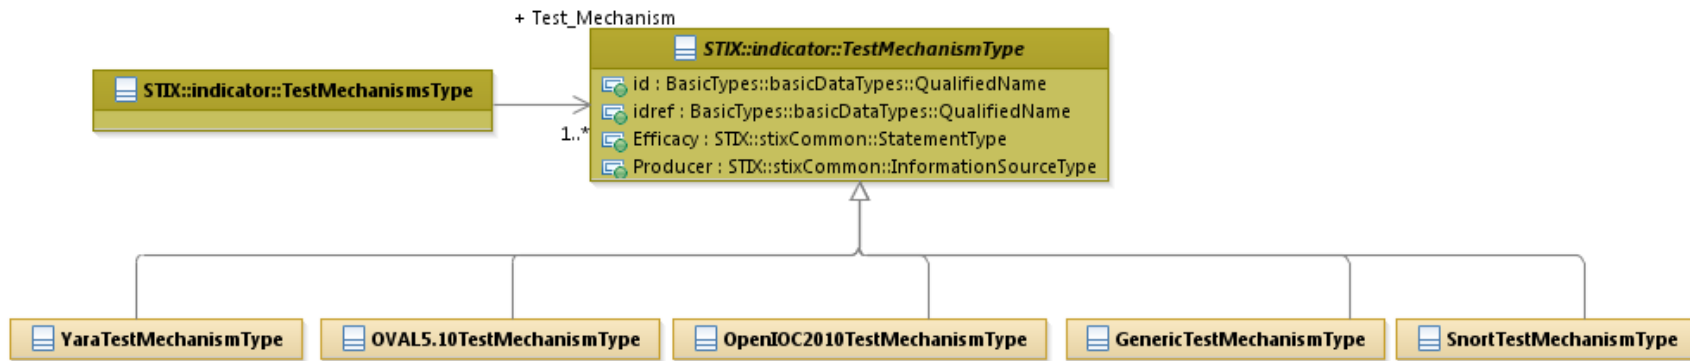 + Test_Mechanism
STIX::indicator::TestMechanismType
id : BasicTypes::basicDataTypes::QualifiedName
STIX::indicator::TestMechanismsType
idref : BasicTypes::basicDataTypes::QualifiedName
1..*
Efficacy : STIX::stixCommon::StatementType
Producer : STIX::stixCommon::InformationSourceType
YaraTestMechanismType
OVAL5.10TestMechanismType
OpenIOC2010TestMechanismType
GenericTestMechanismType
SnortTestMechanismType